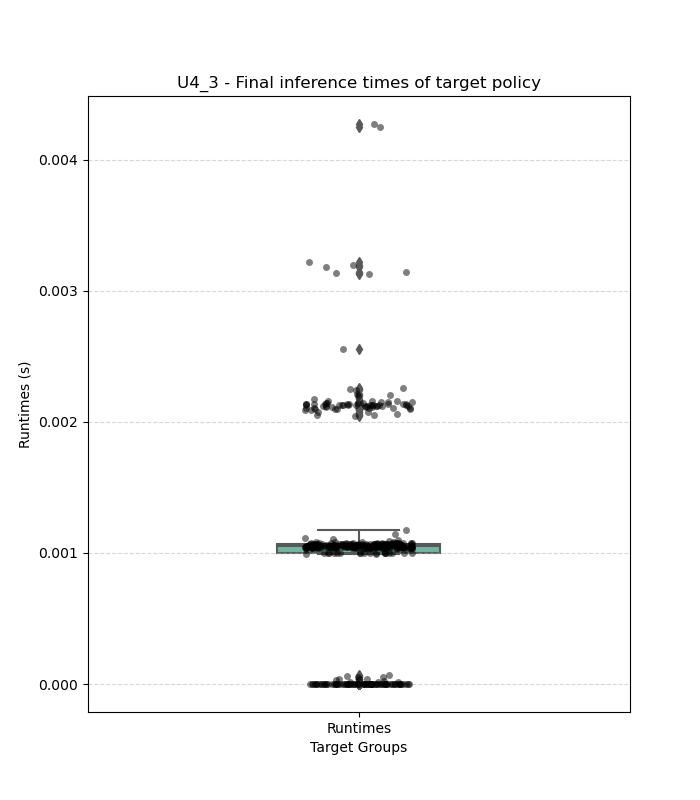 U4_3 - Final inference times of target policy
0.004
0.003
0.002
0.001
0.000
Runtimes (s)
Runtimes
Target Groups